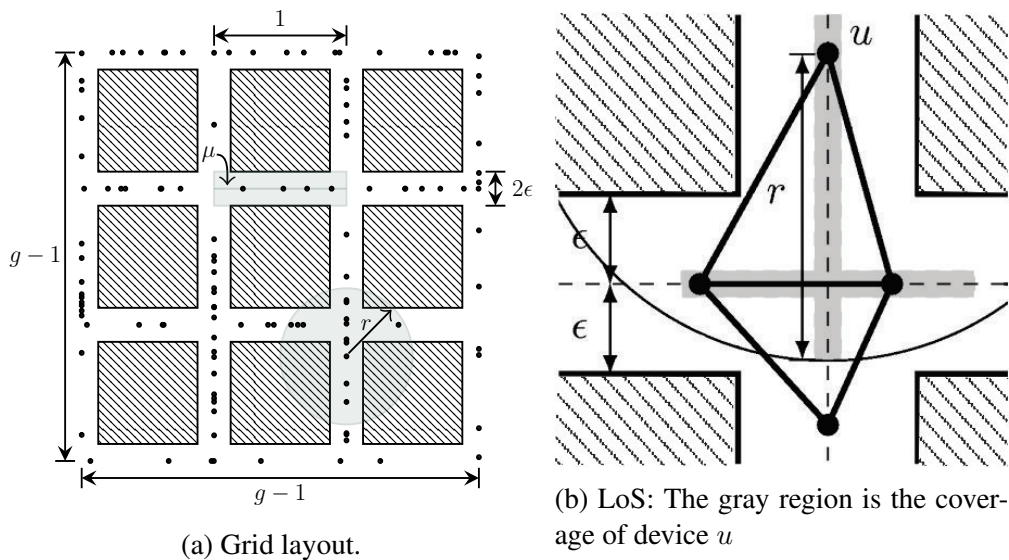 1
μ
2ϵ
g − 1
r
g − 1
(a) Grid layout.
u
r
ϵ
ϵ
(b) LoS: The gray region is the cover-
age of device u